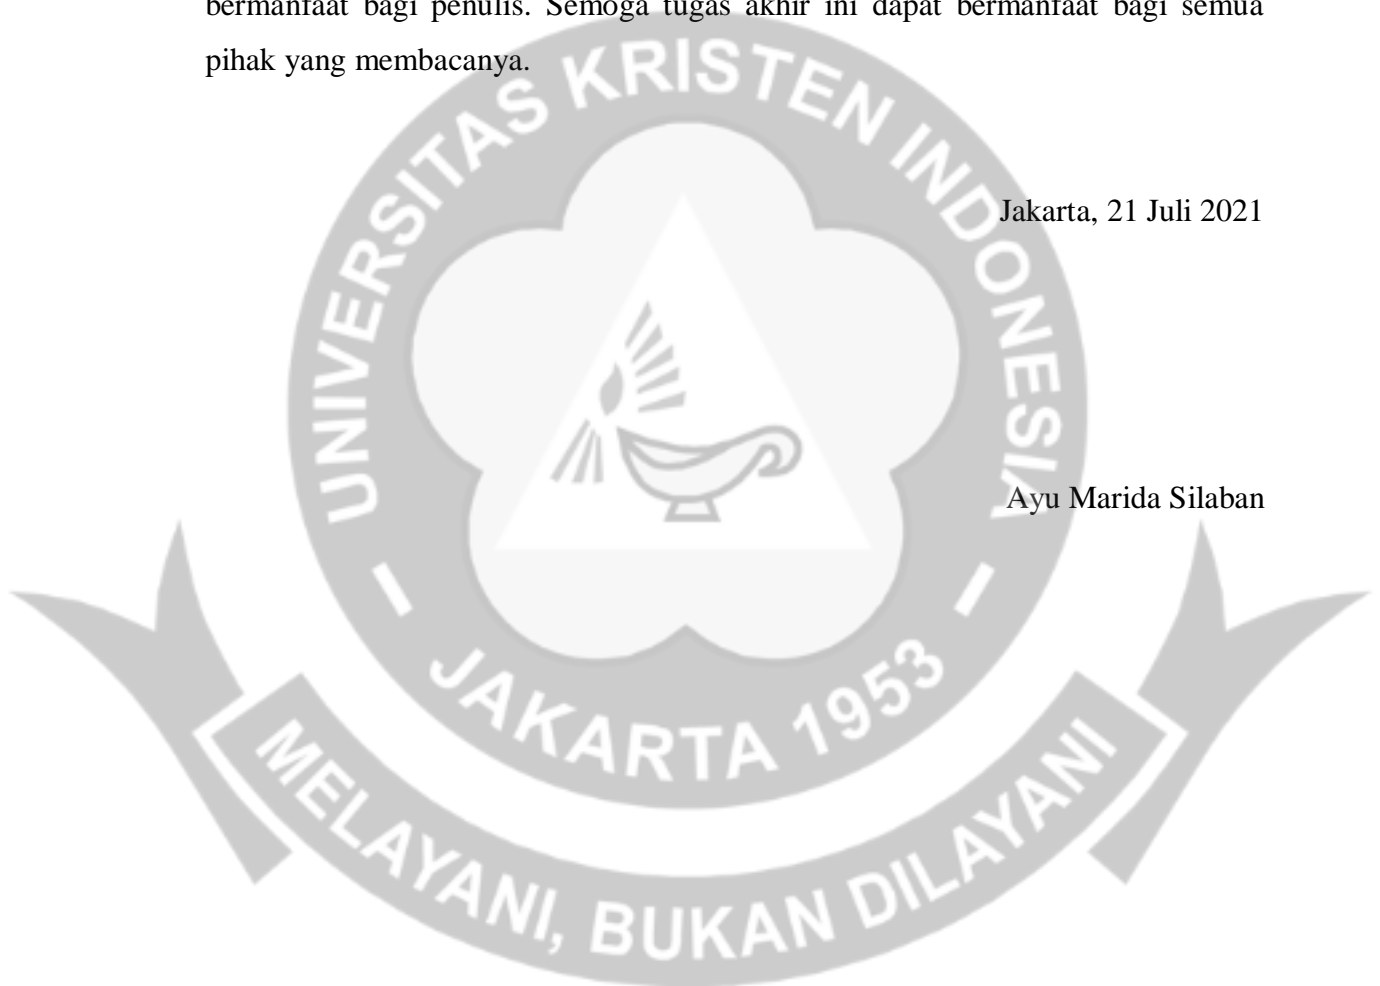 bermanfaat bagi penulis. Semoga tugas akhir ini dapat bermanfaat bagi semua
pihak yang membacanya.
UNIVERSITAS KRISTEN INDONESIA
Jakarta, 21 Juli 2021
Ayu Marida Silaban
JAKARTA 1953
MELAYANI, BUKAN DILAYANI